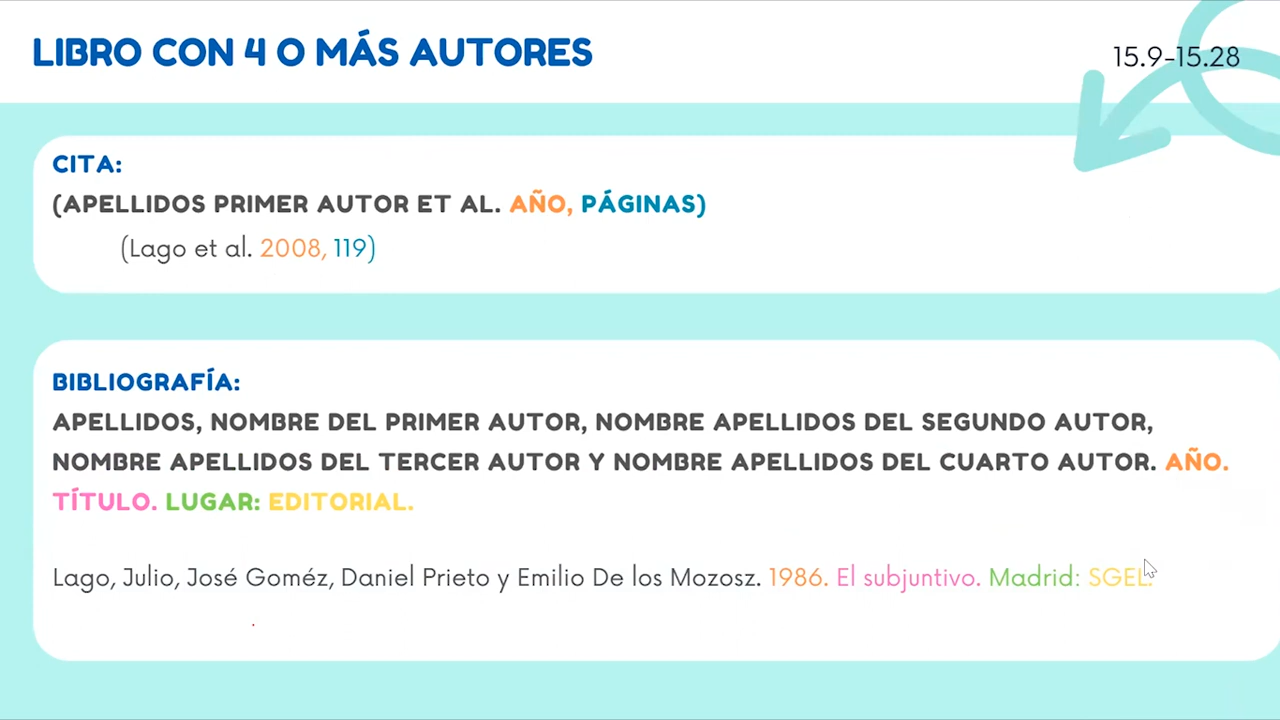 LIBRO CON 4 O MÁS AUTORES
15.9-15.28
CITA:
(APELLIDOS PRIMER AUTOR ET AL. AÑO, PÁGINAS)
(Lago et al. 2008, 119)
BIBLIOGRAFÍA:
APELLIDOS, NOMBRE DEL PRIMER AUTOR, NOMBRE APELLIDOS DEL SEGUNDO AUTOR,
NOMBRE APELLIDOS DEL TERCER AUTOR Y NOMBRE APELLIDOS DEL CUARTO AUTOR. AÑO.
TÍTULO. LUGAR: EDITORIAL.
Lago, Julio, José Goméz, Daniel Prieto y Emilio De los Mozosz. 1986. El subjuntivo. Madrid: SGEL.